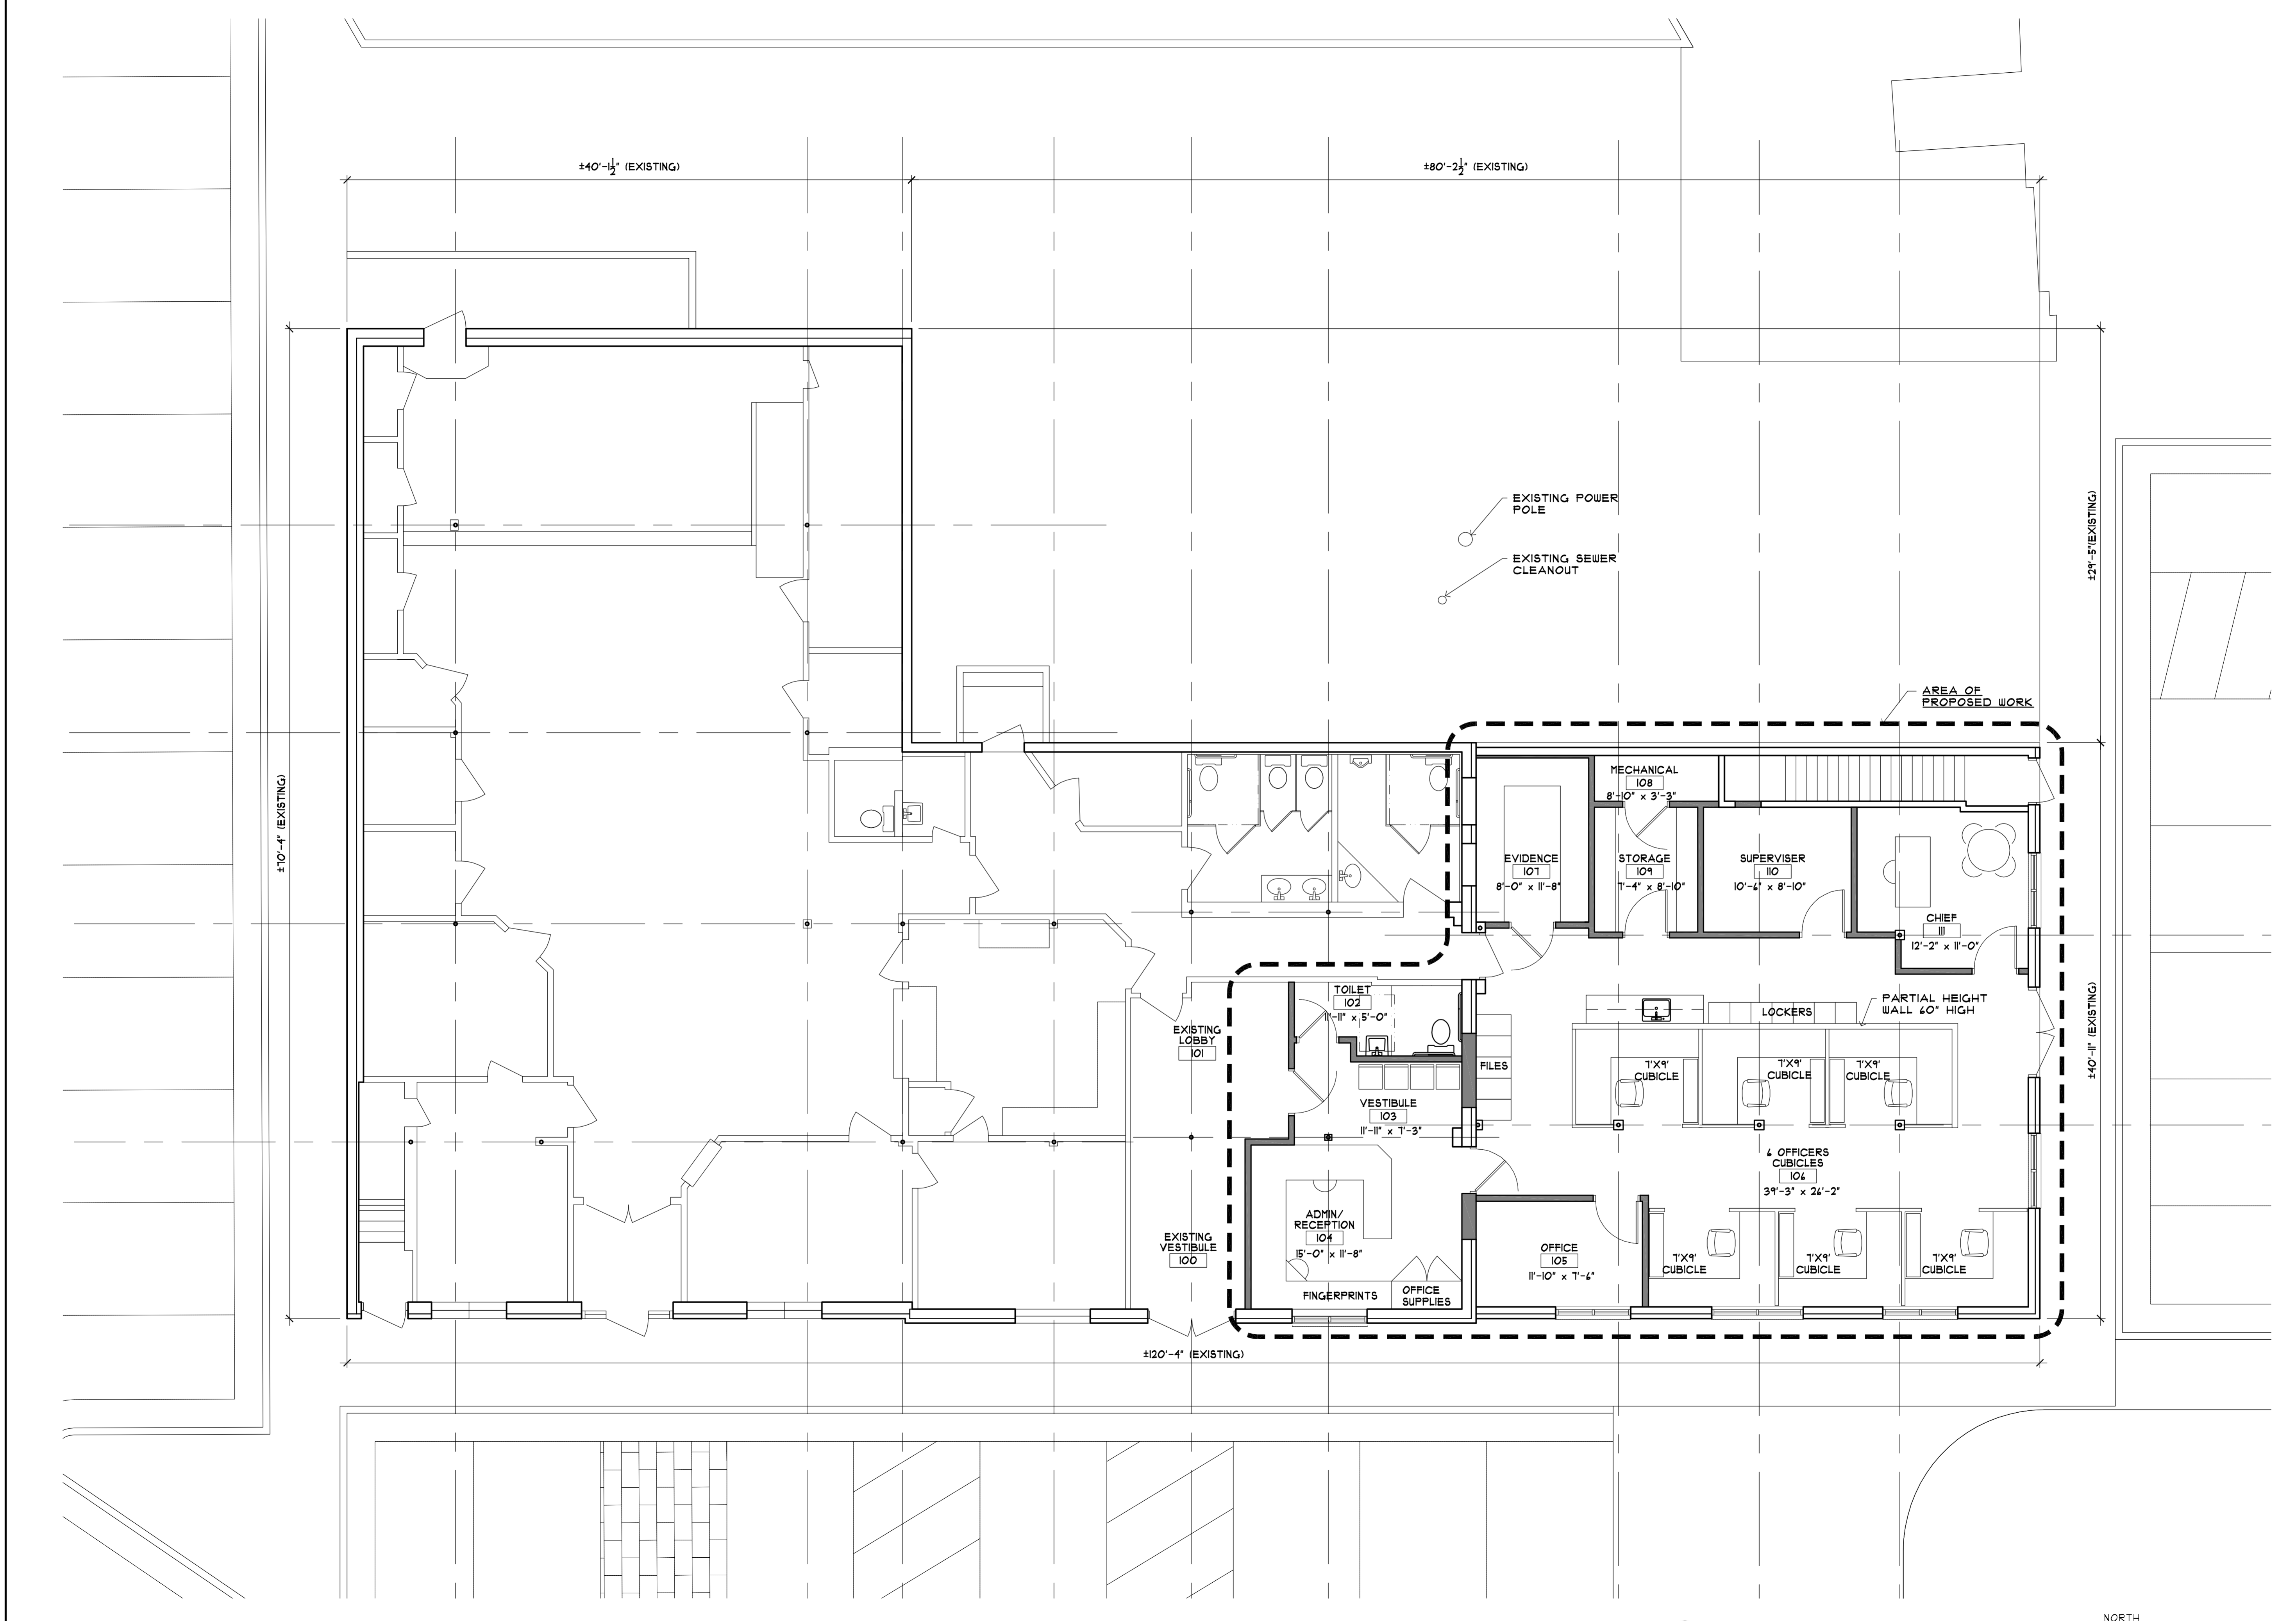 ±40'-1½" (EXISTING)
±80'-2½" (EXISTING)
EXISTING POWER
POLE
EXISTING SEWER
CLEANOUT
±29'-5"(EXISTING)
AREA OF
PROPOSED WORK
±70'-4" (EXISTING)
MECHANICAL
108
8'-10" x 3'-3"
EVIDENCE
107
8'-0" x 11'-8"
STORAGE
109
7'-4" x 8'-10"
SUPERVISER
110
10'-6" x 8'-10"
CHIEF
111
12'-2" x 11'-0"
TOILET
102
11'-11" x 5'-0"
PARTIAL HEIGHT
WALL 60" HIGH
LOCKERS
EXISTING
LOBBY
101
FILES
7'X9'
CUBICLE
7'X9'
CUBICLE
7'X9'
CUBICLE
±40'-11" (EXISTING)
VESTIBULE
103
11'-11" x 7'-3"
6 OFFICERS
CUBICLES
106
39'-3" x 26'-2"
ADMIN/
RECEPTION
104
15'-0" x 11'-8"
EXISTING
VESTIBULE
100
OFFICE
105
11'-10" x 7'-6"
7'X9'
CUBICLE
7'X9'
CUBICLE
7'X9'
CUBICLE
FINGERPRINTS
OFFICE
SUPPLIES
±120'-4" (EXISTING)
NORTH